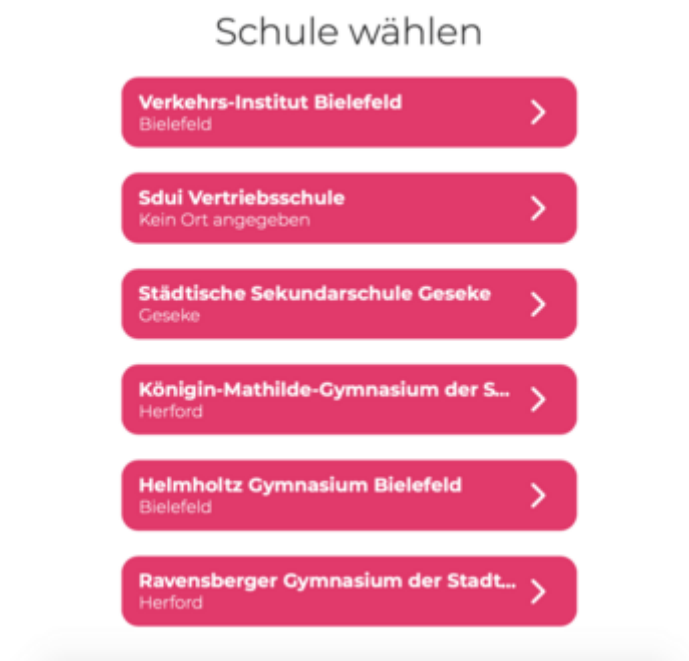 Schule wählen
Verkehrs-Institut Bielefeld
Bielefeld
Sdui Vertriebsschule
Kein Ort angegeben
Städtische Sekundarschule Geseke
Geseke
Königin-Mathilde-Gymnasium der S...
Herford
Helmholtz Gymnasium Bielefeld
Bielefeld
Ravensberger Gymnasium der Stadt...
Herford